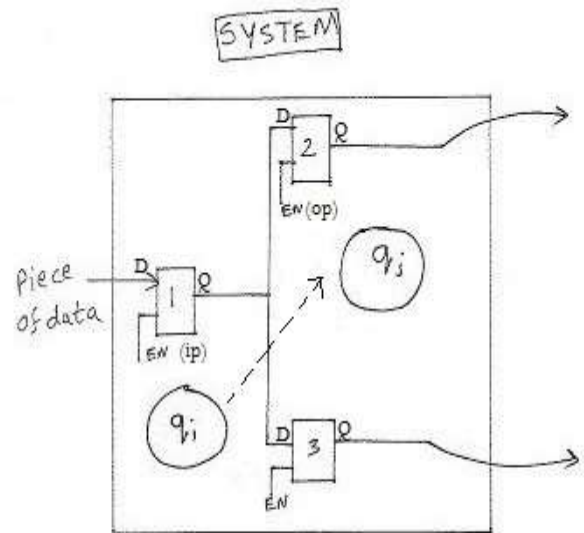 SYSTEM
D
2
Q
EN (op)
Piece
of data
D
1
Q
EN (ip)
qj
qi
D
3
Q
EN